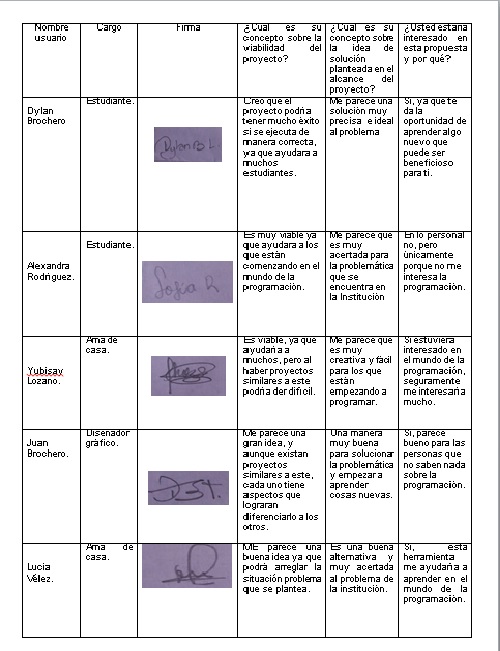 Nombre usuario
Cargo
Firma
¿Cuál es su concepto sobre la viabilidad del proyecto?
¿Cuál es su concepto sobre la idea de solución planteada en el alcance del proyecto?
¿Usted estaría interesado en esta propuesta y por qué?
Dylan
Brochero
Estudiante.
Dylan B L.
Creo que el
proyecto podría
tener mucho éxito
si se ejecuta de
manera correcta,
ya que ayudara a
muchos
estudiantes.
Me parece una
solución muy
precisa e ideal
al problema
Si, ya que te
da la
oportunidad de
aprender algo
nuevo que
puede ser
beneficioso
para ti.
Alexandra
Rodríguez.
Estudiante.
Sofia R
Es muy viable ya
que ayudara a los
que están
comenzando en el
mundo de la
programación.
Me parece que
es muy
acertada para
la problemática
que se
encuentra en
la Institución
En lo personal
no, pero
únicamente
porque no me
interesa la
programación.
Yubisay
Lozano.
Ama de
casa.
Es viable, ya que
ayudaría a
muchos, pero al
haber proyectos
similares a este
podría der difícil.
Me parece que
es muy
creativa y fácil
para los que
están
empezando a
programar.
Si estuviera
interesado en
el mundo de la
programación,
seguramente
me interesaría
mucho.
Juan
Brochero.
Diseñador
gráfico.
Me parece una
gran idea, y
aunque existan
proyectos
similares a este,
cada uno tiene
aspectos que
lograran
diferenciarlo a los
otros.
Una manera
muy buena
para solucionar
la problemática
y empezar a
aprender
cosas nuevas.
Si, parece
bueno para las
personas que
no saben nada
sobre la
programación.
Lucia
Vélez.
Ama de
casa.
ME parece una
buena idea ya que
podrá arreglar la
situación problema
que se plantea.
Es una buena
alternativa y
muy acertada
al problema de
la institución.
Si, esta
herramienta
me ayudaría a
aprender en el
mundo de la
programación.